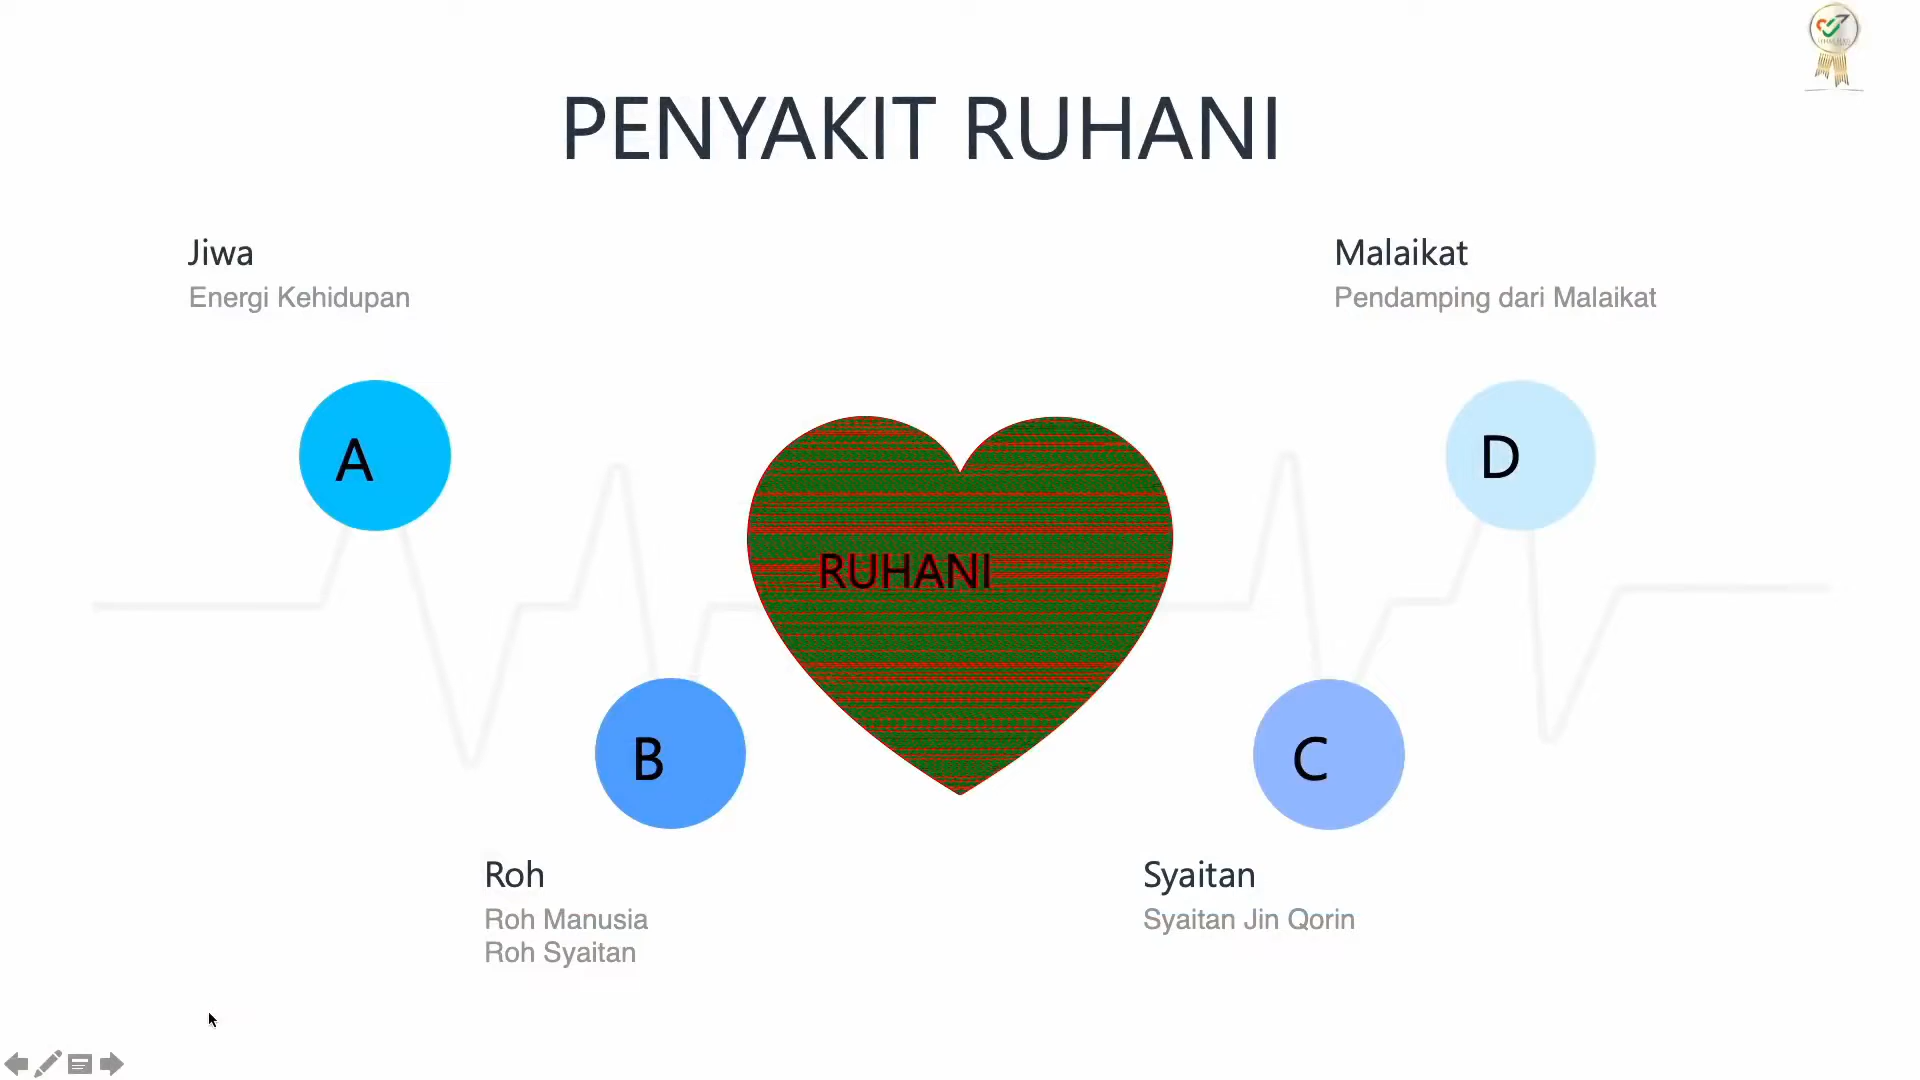 PENYAKIT RUHANI
Jiwa
Energi Kehidupan
Malaikat
Pendamping dari Malaikat
A
D
RUHANI
B
C
Roh
Roh Manusia
Roh Syaitan
Syaitan
Syaitan Jin Qorin